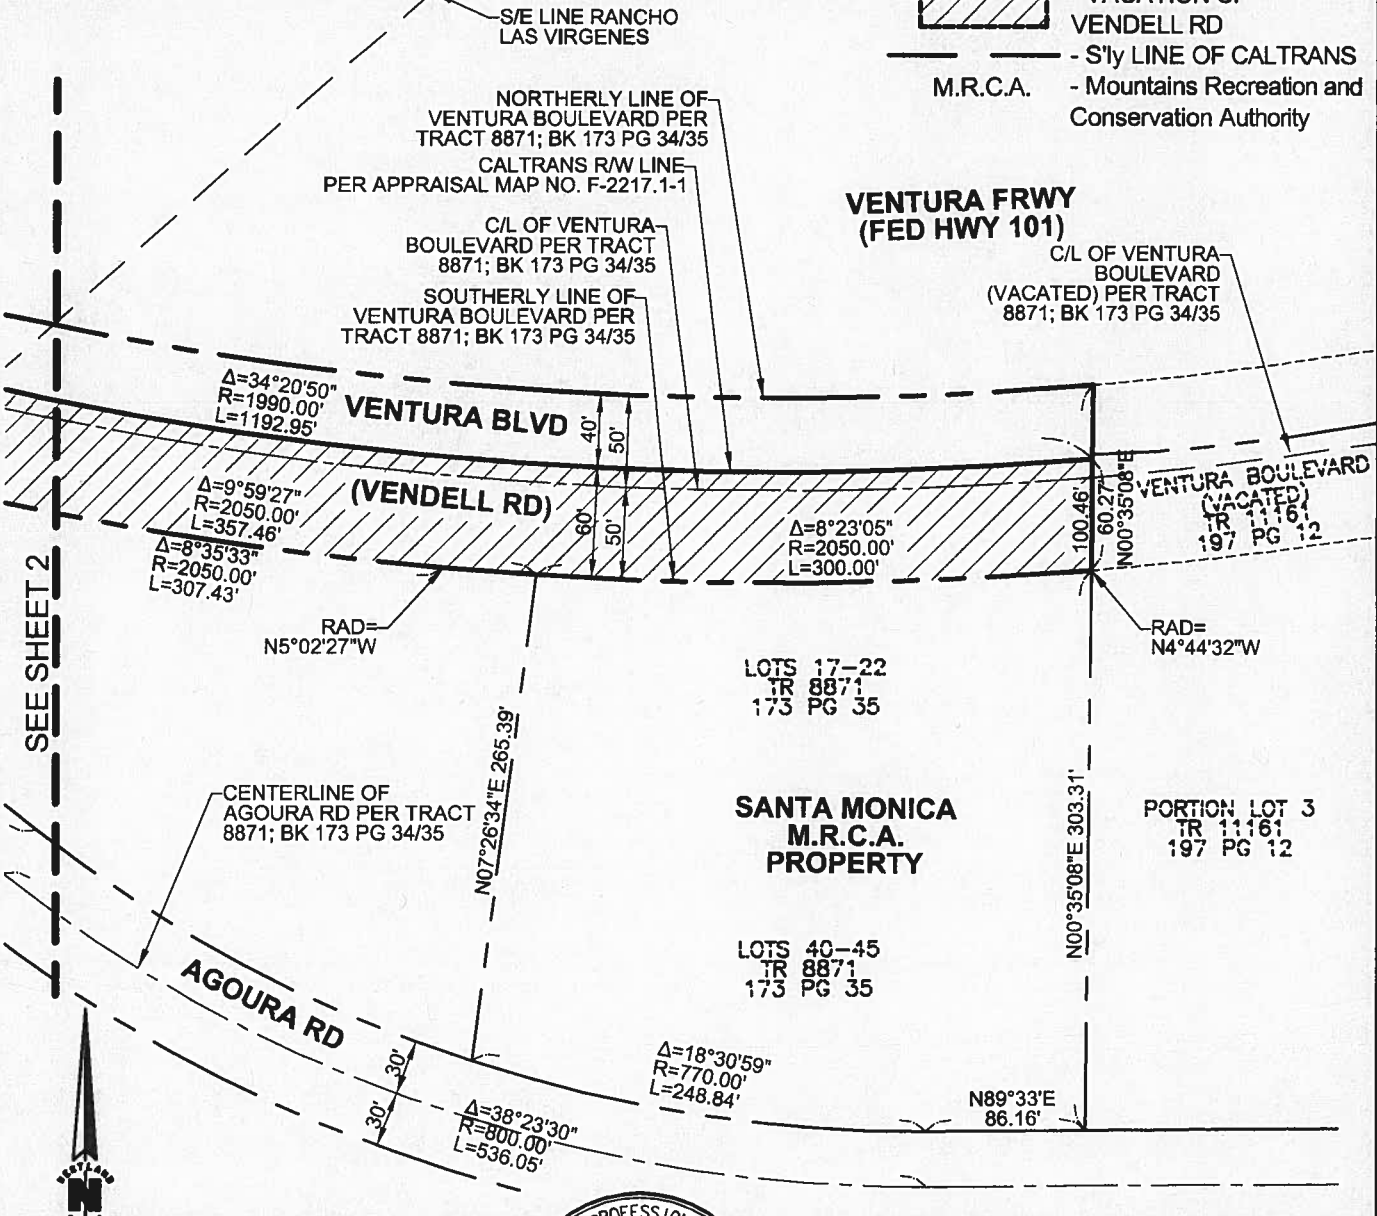 S/E LINE RANCHO
LAS VIRGENES
VENDELL RD
- S'ly LINE OF CALTRANS
M.R.C.A. - Mountains Recreation and
Conservation Authority
NORTHERLY LINE OF
VENTURA BOULEVARD PER
TRACT 8871; BK 173 PG 34/35
CALTRANS R/W LINE
PER APPRAISAL MAP NO. F-2217.1-1
C/L OF VENTURA
BOULEVARD PER TRACT
8871; BK 173 PG 34/35
SOUTHERLY LINE OF
VENTURA BOULEVARD PER
TRACT 8871; BK 173 PG 34/35
VENTURA FRWY
(FED HWY 101)
C/L OF VENTURA
BOULEVARD
(VACATED) PER TRACT
8871; BK 173 PG 34/35
Δ=34°20'50"
R=1990.00'
L=1192.95'
VENTURA BLVD
40'
50'
(VENDELL RD)
60'
50'
Δ=9°59'27"
R=2050.00'
L=357.46'
Δ=8°35'33"
R=2050.00'
L=307.43'
Δ=8°23'05"
R=2050.00'
L=300.00'
100.46'
60.27'
N00°35'08"E
VENTURA BOULEVARD
(VACATED)
TR 11161
197 PG 12
SEE SHEET 2
RAD=
N5°02'27"W
RAD=
N4°44'32"W
LOTS 17-22
TR 8871
173 PG 35
N07°26'34"E 265.39'
CENTERLINE OF
AGOURA RD PER TRACT
8871; BK 173 PG 34/35
SANTA MONICA
M.R.C.A.
PROPERTY
N00°35'08"E 303.31'
PORTION LOT 3
TR 11161
197 PG 12
LOTS 40-45
TR 8871
173 PG 35
AGOURA RD
30'
30'
Δ=18°30'59"
R=770.00'
L=248.84'
Δ=38°23'30"
R=800.00'
L=536.05'
N89°33'E
86.16'
N